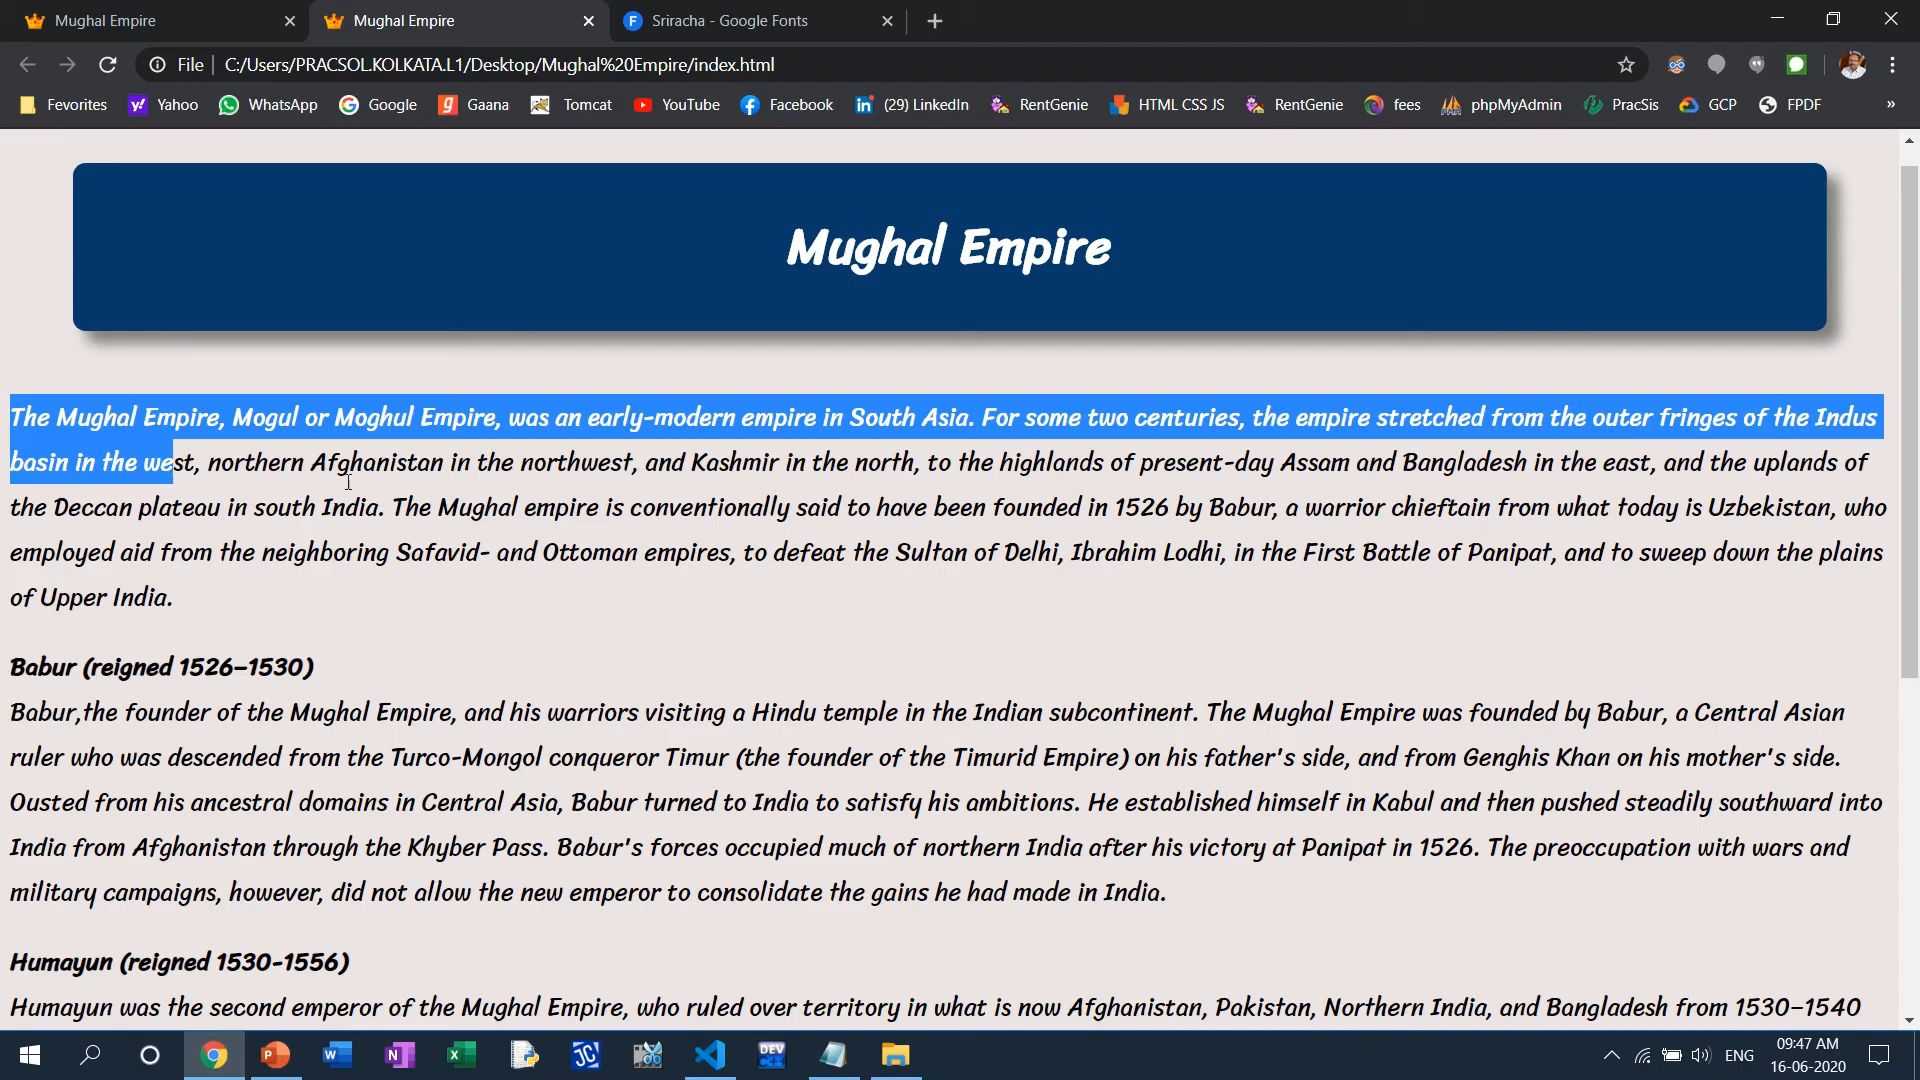 Mughal Empire
Mughal Empire
Sriracha - Google Fonts
File
C:/Users/PRACSOL.KOLKATA.L1/Desktop/Mughal%20Empire/index.html
Fevorites
Yahoo
WhatsApp
Google
Gaana
Tomcat
YouTube
Facebook
(29) LinkedIn
RentGenie
HTML CSS JS
RentGenie
fees
phpMyAdmin
PracSis
GCP
FPDF
»
Mughal Empire
The Mughal Empire, Mogul or Moghul Empire, was an early-modern empire in South Asia. For some two centuries, the empire stretched from the outer fringes of the Indus
basin in the west, northern Afghanistan in the northwest, and Kashmir in the north, to the highlands of present-day Assam and Bangladesh in the east, and the uplands of
the Deccan plateau in south India. The Mughal empire is conventionally said to have been founded in 1526 by Babur, a warrior chieftain from what today is Uzbekistan, who
employed aid from the neighboring Safavid- and Ottoman empires, to defeat the Sultan of Delhi, Ibrahim Lodhi, in the First Battle of Panipat, and to sweep down the plains
of Upper India.
Babur (reigned 1526–1530)
Babur,the founder of the Mughal Empire, and his warriors visiting a Hindu temple in the Indian subcontinent. The Mughal Empire was founded by Babur, a Central Asian
ruler who was descended from the Turco-Mongol conqueror Timur (the founder of the Timurid Empire) on his father's side, and from Genghis Khan on his mother's side.
Ousted from his ancestral domains in Central Asia, Babur turned to India to satisfy his ambitions. He established himself in Kabul and then pushed steadily southward into
India from Afghanistan through the Khyber Pass. Babur's forces occupied much of northern India after his victory at Panipat in 1526. The preoccupation with wars and
military campaigns, however, did not allow the new emperor to consolidate the gains he had made in India.
Humayun (reigned 1530-1556)
Humayun was the second emperor of the Mughal Empire, who ruled over territory in what is now Afghanistan, Pakistan, Northern India, and Bangladesh from 1530–1540
DEV
ENG
09:47 AM
16-06-2020